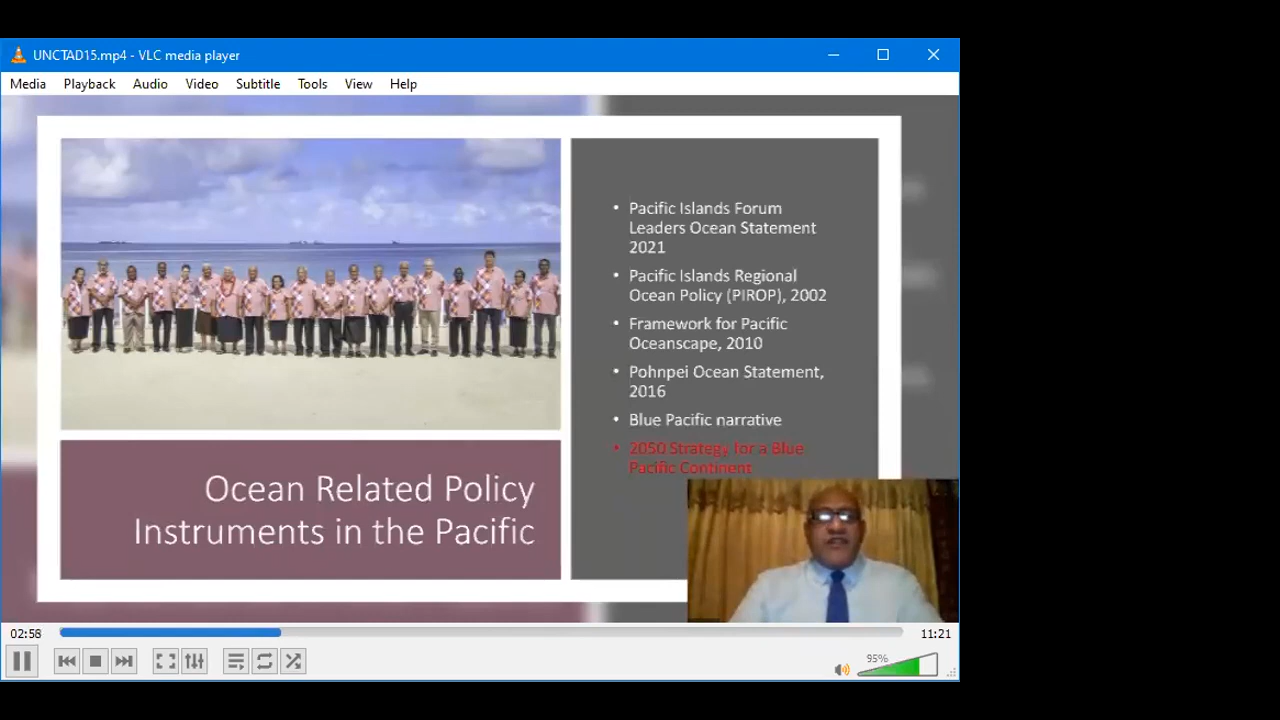 UNCTAD15.mp4 - VLC media player
Media Playback Audio Video Subtitle Tools View Help
• Pacific Islands Forum
Leaders Ocean Statement
2021
• Pacific Islands Regional
Ocean Policy (PIROP), 2002
• Framework for Pacific
Oceanscape, 2010
• Pohnpei Ocean Statement,
2016
• Blue Pacific narrative
• 2050 Strategy for a Blue
Pacific Continent
Ocean Related Policy
Instruments in the Pacific
02:58
11:21
95%